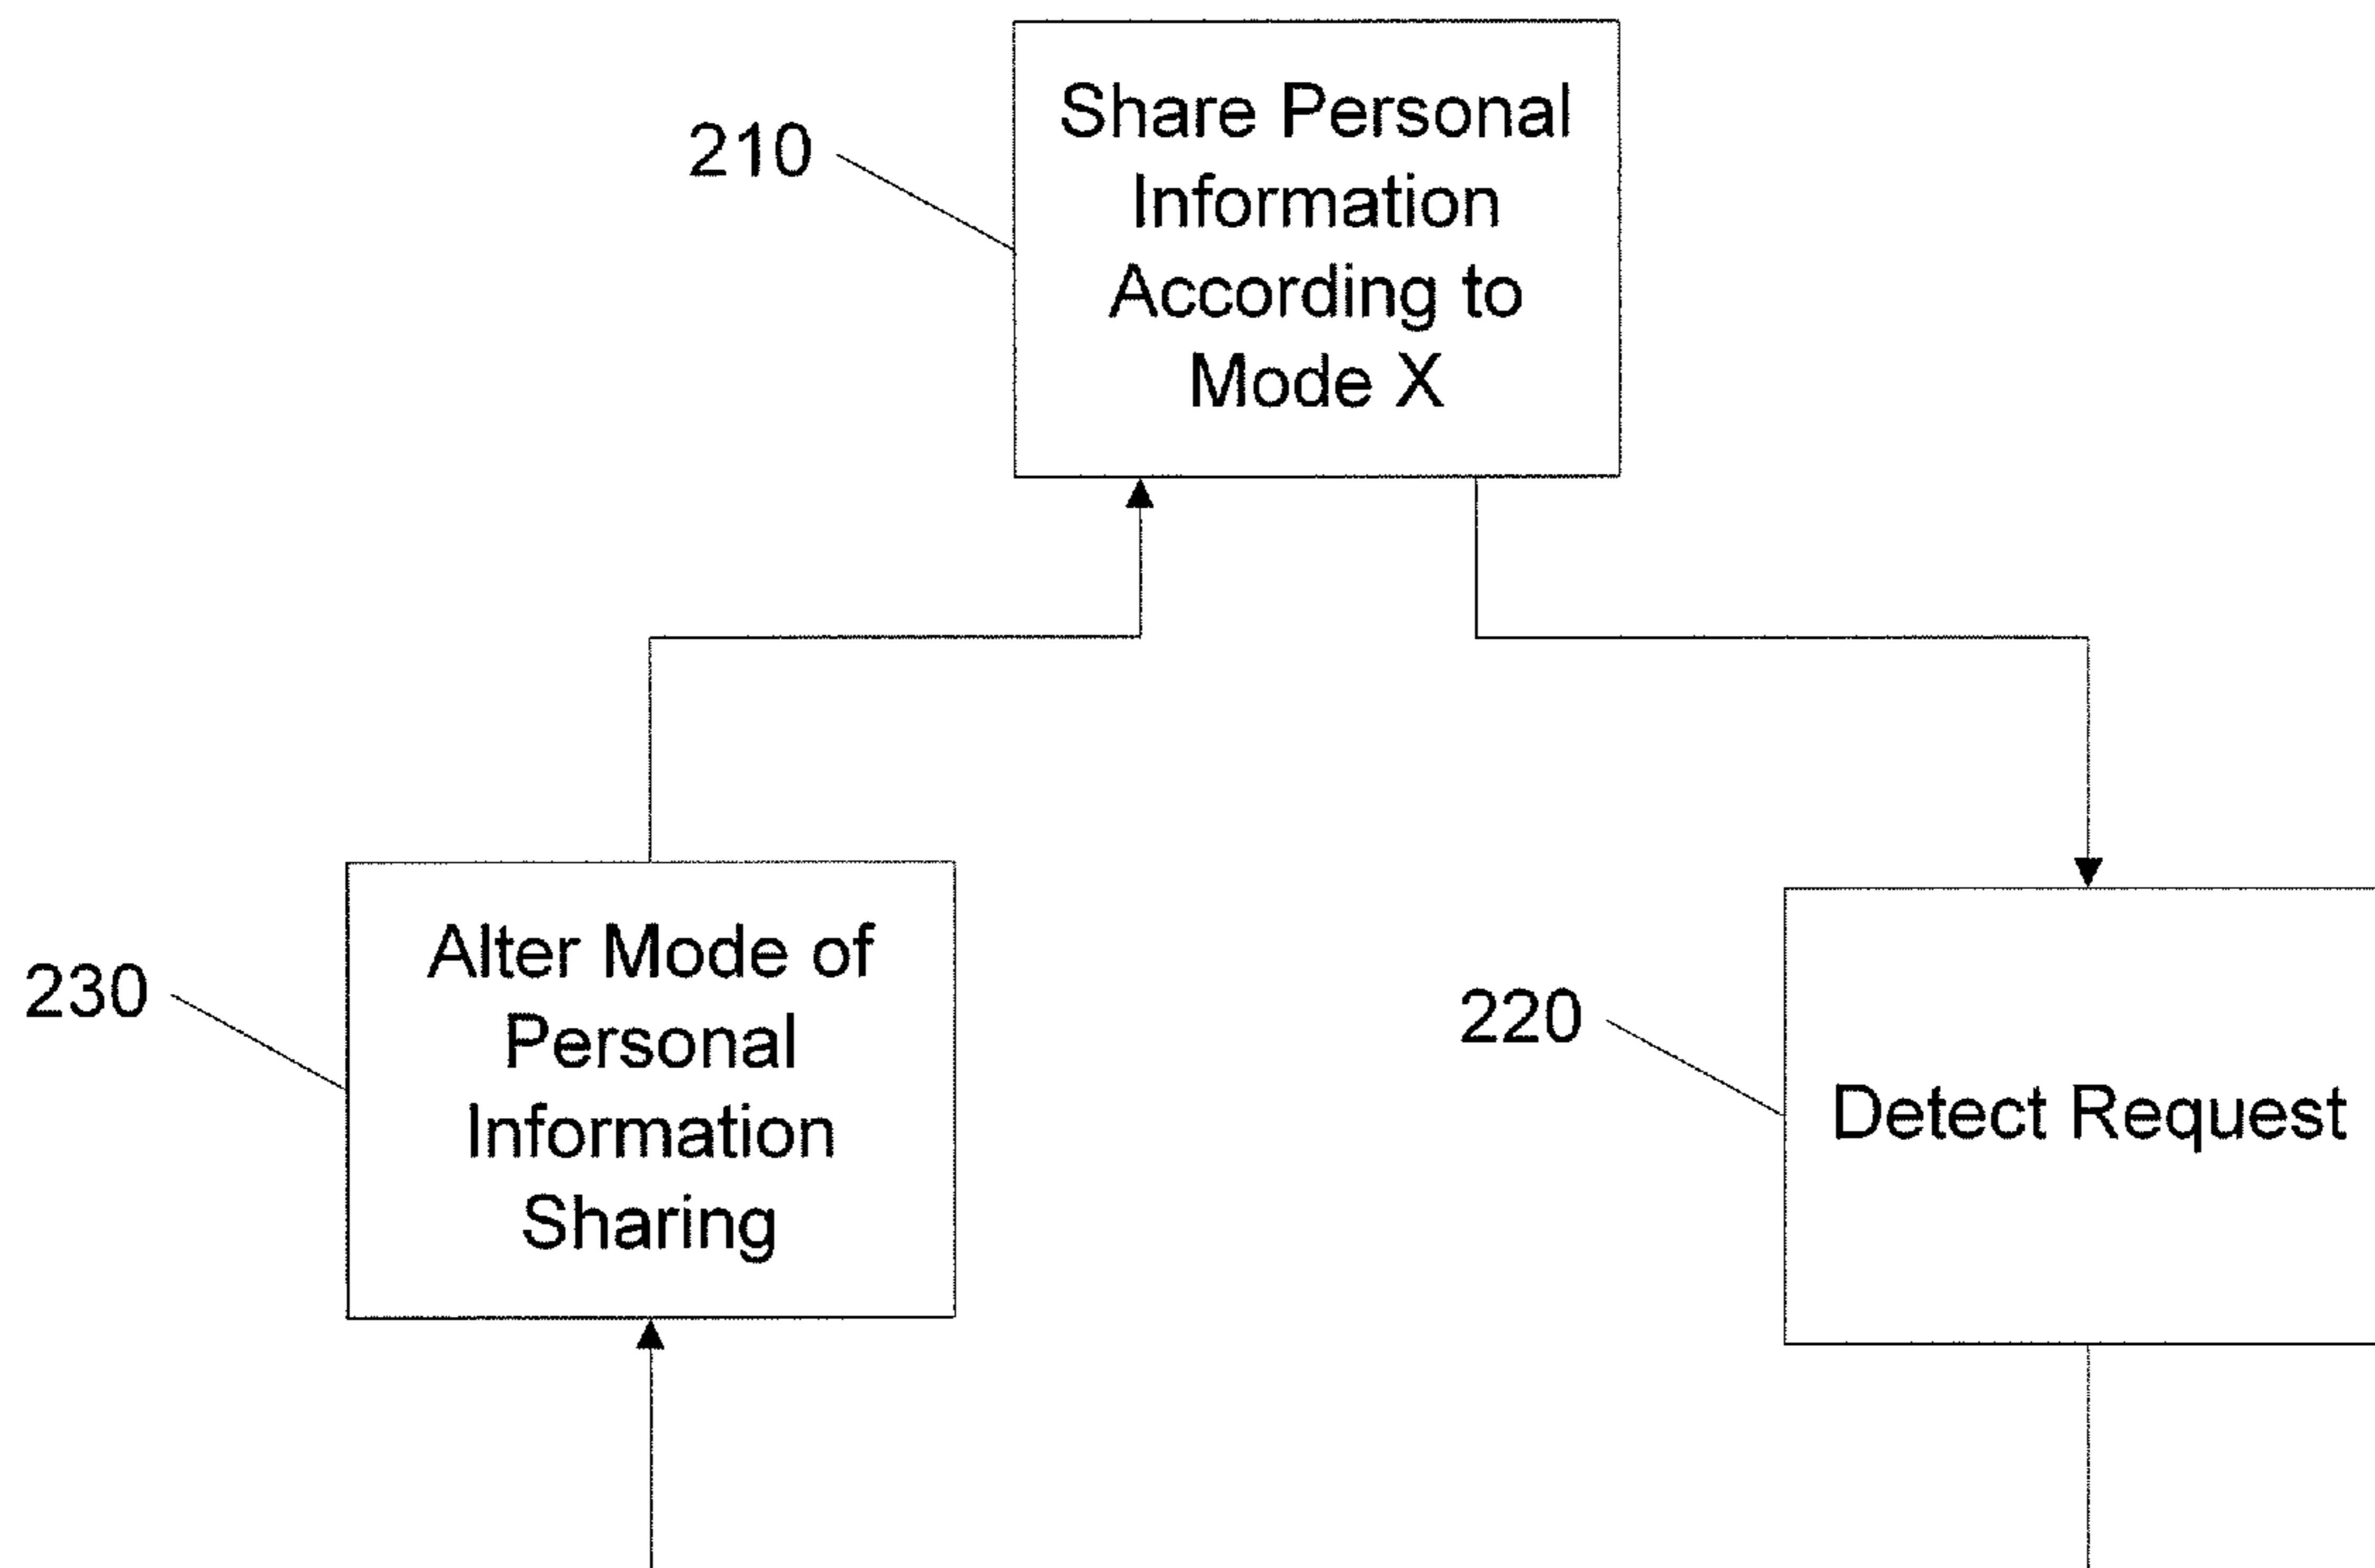 210
Share Personal
Information
According to
Mode X
230
Alter Mode of
Personal
Information
Sharing
220
Detect Request